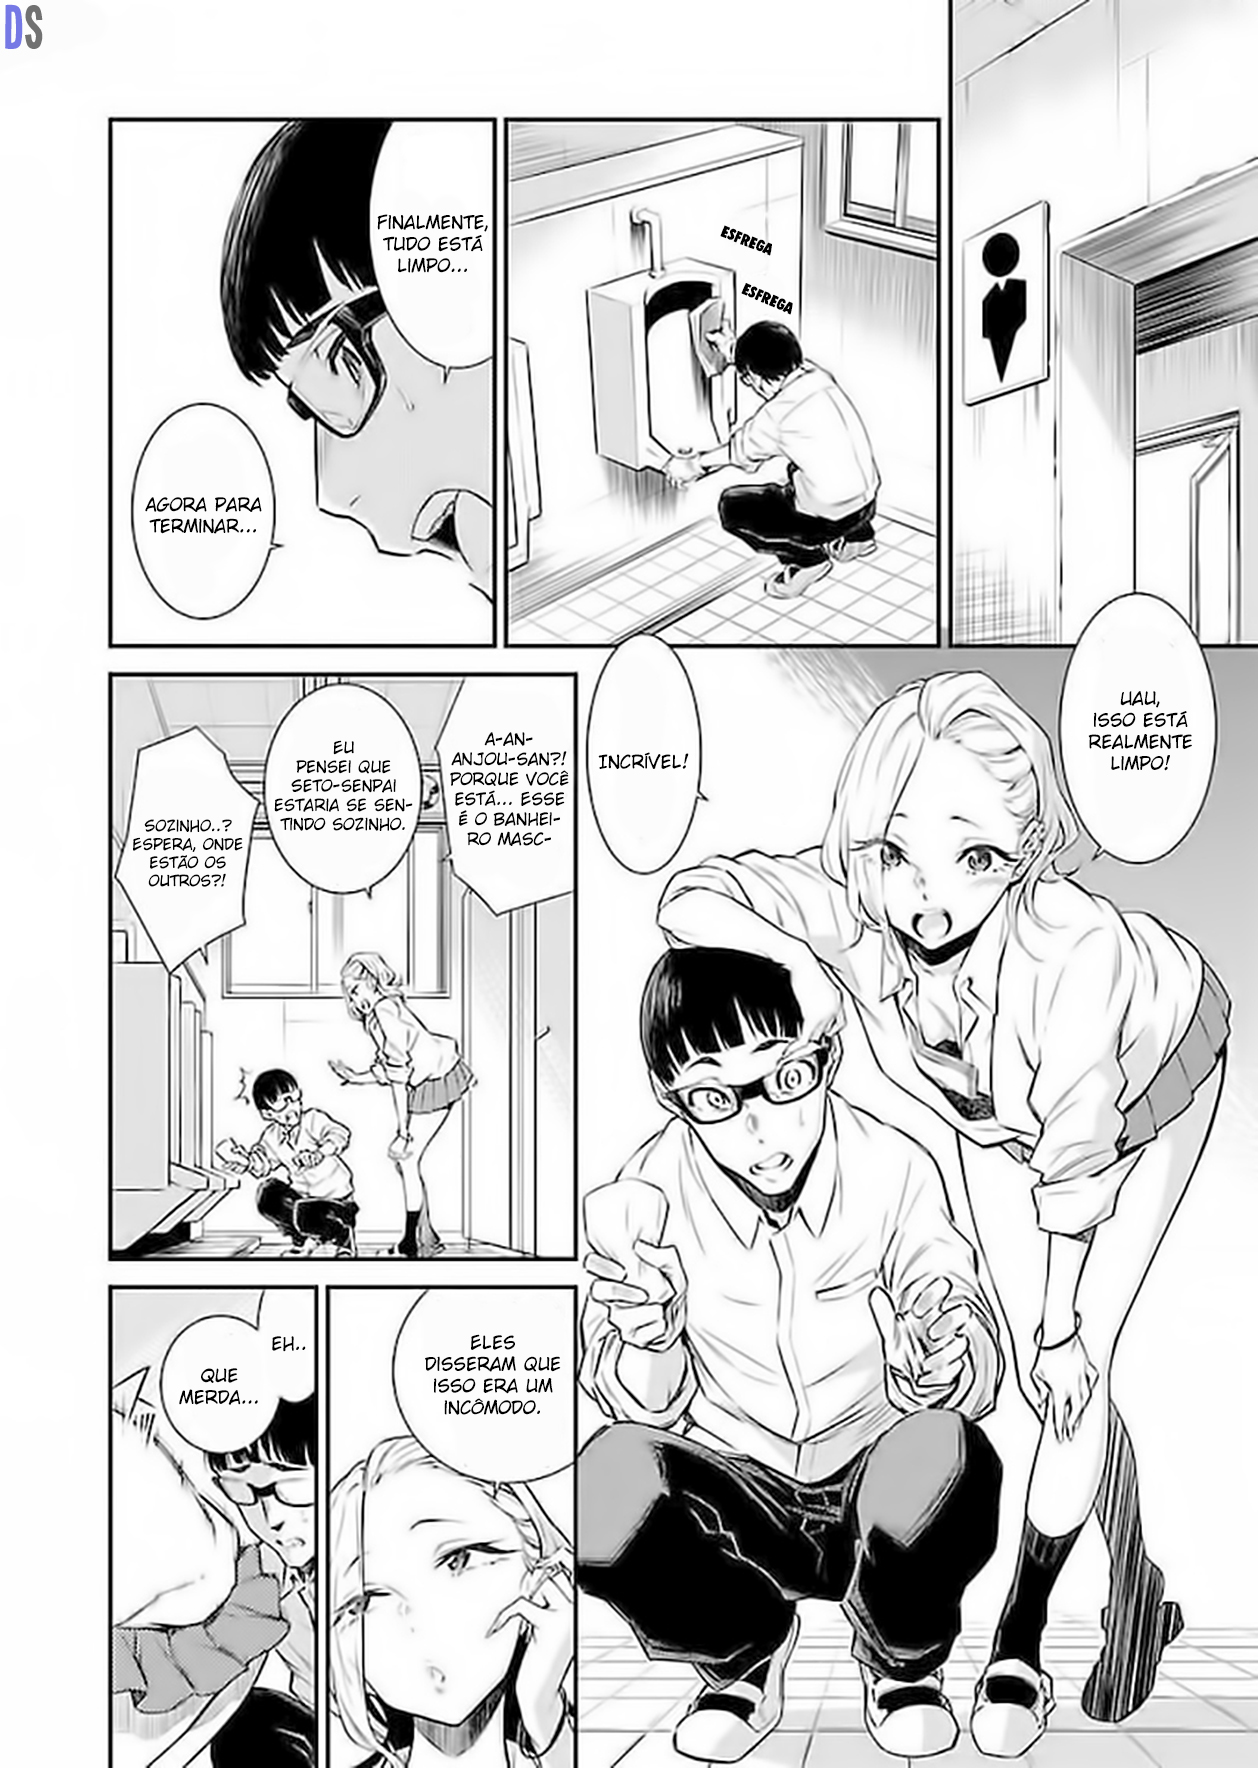 DS
ESFREGA
ESFREGA
FINALMENTE,
TUDO ESTÁ
LIMPO...
AGORA PARA
TERMINAR...
UAU,
ISSO ESTÁ
REALMENTE
LIMPO!
INCRÍVEL!
A-AN-
ANJOU-SAN?!
PORQUE VOCÊ
ESTÁ... ESSE
É O BANHEI-
RO MASC-
EU
PENSEI QUE
SETO-SENPAI
ESTARIA SE SEN-
TINDO SOZINHO.
SOZINHO..?
ESPERA, ONDE
ESTÃO OS
OUTROS?!
ELES
DISSERAM QUE
ISSO ERA UM
INCÔMODO.
EH..
QUE
MERDA...